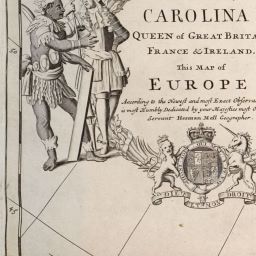 CAROLINA
QUEEN of GREAT BRITA
FRANCE & IRELAND.
This MAP of
EUROPE
According to the Newest and most Exact Observa
is most Humbly Dedicated by your Majesties most O
Servant Herman Moll Geographer
DIEU ET MON DROIT